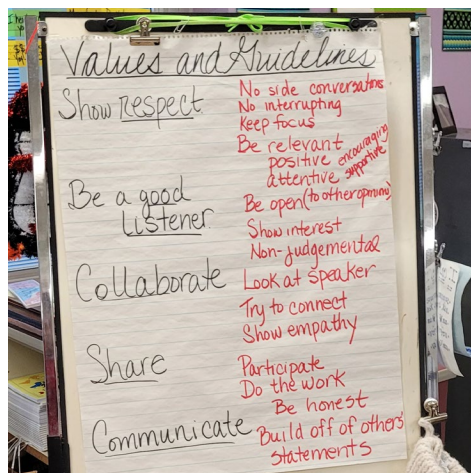 Values and Guidelines
Show respect
No side conversations
No interrupting
Keep focus
Be relevant
positive encouraging
attentive supportive
Be a good
listener
Be open (to other opinions)
Show interest
Non-judgemental
Collaborate
Look at speaker
Try to connect
Show empathy
Share
Participate
Do the work
Be honest
Communicate
Build off of others'
statements